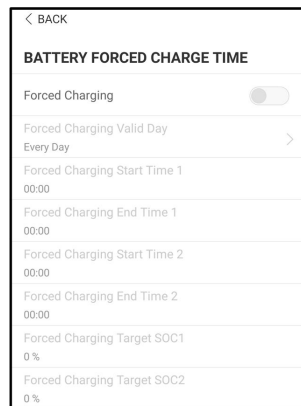 < BACK
BATTERY FORCED CHARGE TIME
Forced Charging
Forced Charging Valid Day
Every Day
Forced Charging Start Time 1
00:00
Forced Charging End Time 1
00:00
Forced Charging Start Time 2
00:00
Forced Charging End Time 2
00:00
Forced Charging Target SOC1
0 %
Forced Charging Target SOC2
0 %